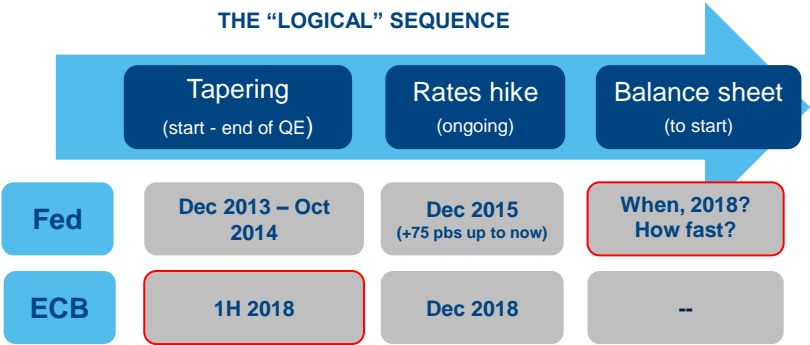 THE “LOGICAL” SEQUENCE
Tapering
(start - end of QE)
Rates hike
(ongoing)
Balance sheet
(to start)
Fed
Dec 2013 – Oct
2014
Dec 2015
(+75 pbs up to now)
When, 2018?
How fast?
ECB
1H 2018
Dec 2018
--